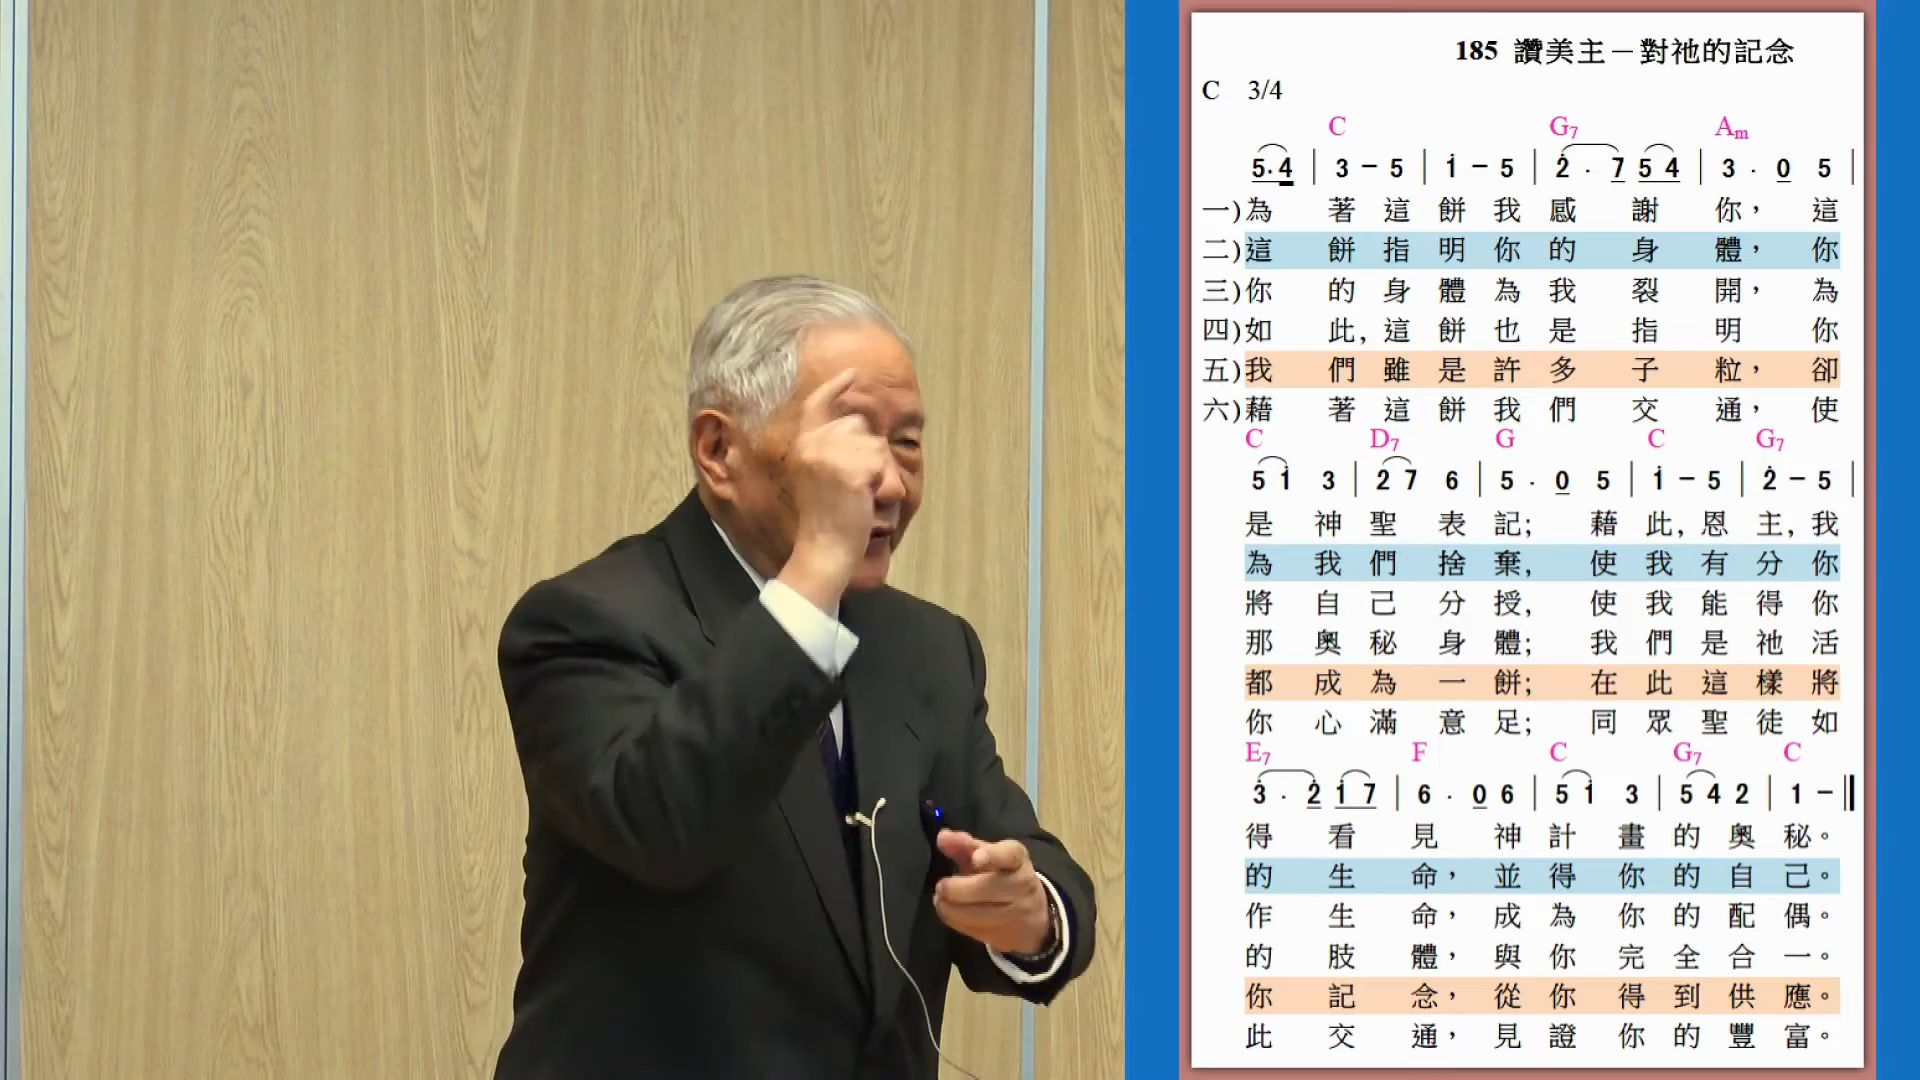 185 讚美主－對祂的記念
C 3/4
C G7 Am
5·4 | 3 － 5 | 1 － 5 | 2 · 7 5 4 | 3 · 0 5 |
一)為著這餅我感謝你，這
二)這餅指明你的身體，你
三)你的身體為我裂開，為
四)如此,這餅也是指明你
五)我們雖是許多子粒，卻
六)藉著這餅我們交通，使
C D7 G C G7
5 1 3 | 2 7 6 | 5 · 0 5 | 1 － 5 | 2 － 5 |
是神聖表記;藉此,恩主,我
為我們捨棄,使我有分你
將自己分授,使我能得你
那奧秘身體;我們是祂活
都成為一餅;在此這樣將
你心滿意足;同眾聖徒如
E7 F C G7 C
3 · 2 1 7 | 6 · 0 6 | 5 1 3 | 5 4 2 | 1 － ‖
得看見神計畫的奧秘。
的生命，並得你的自己。
作生命，成為你的配偶。
的肢體，與你完全合一。
你記念，從你得到供應。
此交通，見證你的豐富。